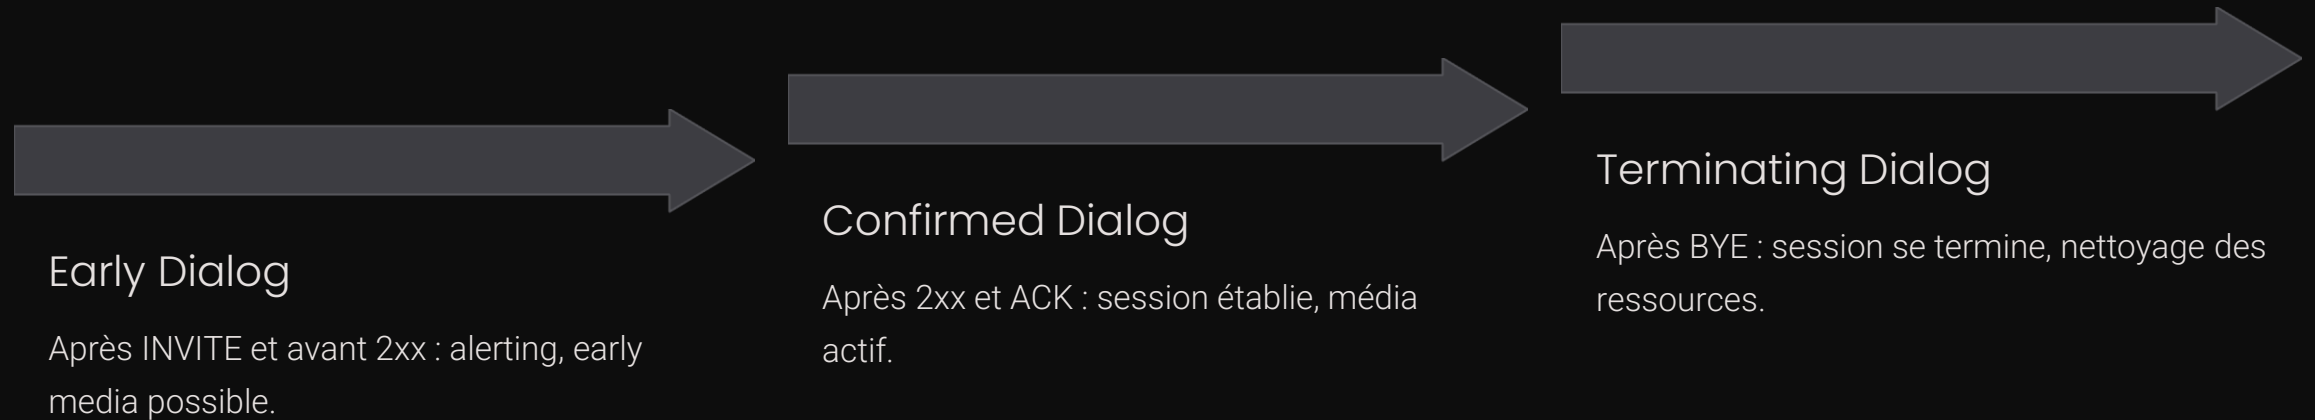 Early Dialog
Après INVITE et avant 2xx : alerting, early
media possible.
Confirmed Dialog
Après 2xx et ACK : session établie, média
actif.
Terminating Dialog
Après BYE : session se termine, nettoyage des
ressources.